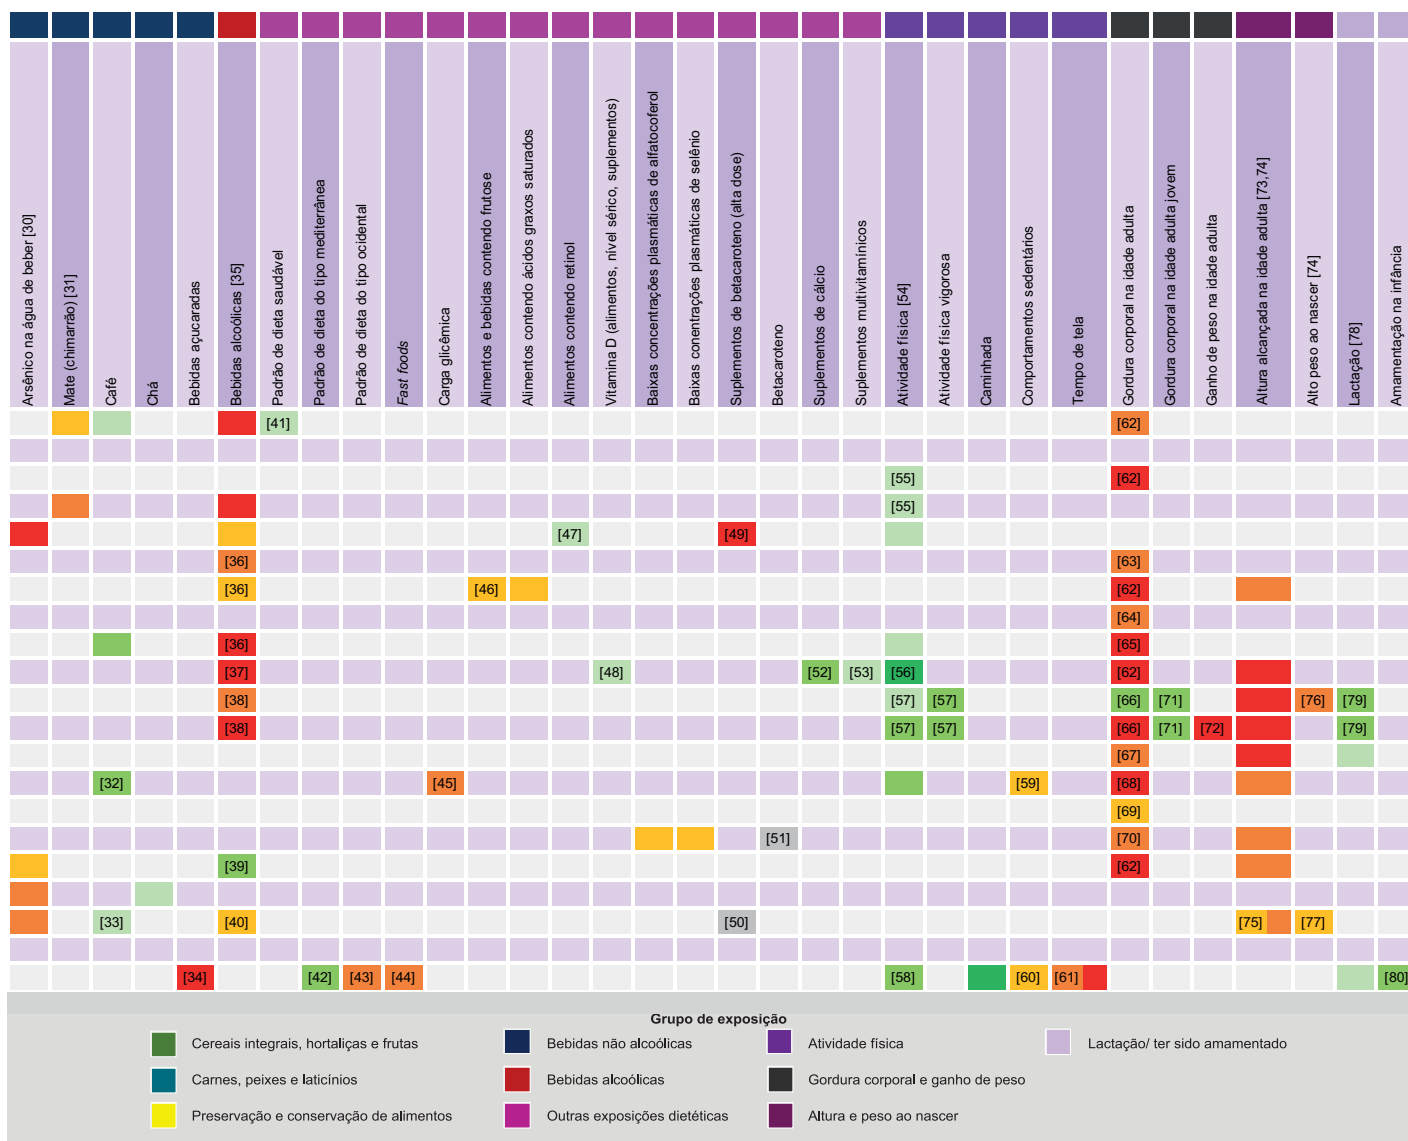 Arsênico na água de beber [30]
Mate (chimarrão) [31]
Café
Chá
Bebidas açucaradas
Bebidas alcoólicas [35]
Padrão de dieta saudável
Padrão de dieta do tipo mediterrânea
Padrão de dieta do tipo ocidental
Fast foods
Carga glicêmica
Alimentos e bebidas contendo frutose
Alimentos contendo ácidos graxos saturados
Alimentos contendo retinol
Vitamina D (alimentos, nível sérico, suplementos)
Baixas concentrações plasmáticas de alfatocoferol
Baixas concentrações plasmáticas de selênio
Suplementos de betacaroteno (alta dose)
Betacaroteno
Suplementos de cálcio
Suplementos multivitamínicos
Atividade física [54]
Atividade física vigorosa
Caminhada
Comportamentos sedentários
Tempo de tela
Gordura corporal na idade adulta
Gordura corporal na idade adulta jovem
Ganho de peso na idade adulta
Altura alcançada na idade adulta [73,74]
Alto peso ao nascer [74]
Lactação [78]
Amamentação na infância
[41] [62]
[55] [62]
[55]
[47] [49]
[36] [63]
[36] [46] [62]
[64]
[36] [65]
[37] [48] [52] [53] [56] [62]
[38] [57] [57] [66] [71] [76] [79]
[38] [57] [57] [66] [71] [72] [79]
[67]
[32] [45] [59] [68]
[69]
[51] [70]
[39] [62]
[33] [40] [50] [75] [77]
[34] [42] [43] [44] [58] [60] [61] [80]
Grupo de exposição
Cereais integrais, hortaliças e frutas
Bebidas não alcoólicas
Atividade física
Lactação/ ter sido amamentado
Carnes, peixes e laticínios
Bebidas alcoólicas
Gordura corporal e ganho de peso
Preservação e conservação de alimentos
Outras exposições dietéticas
Altura e peso ao nascer